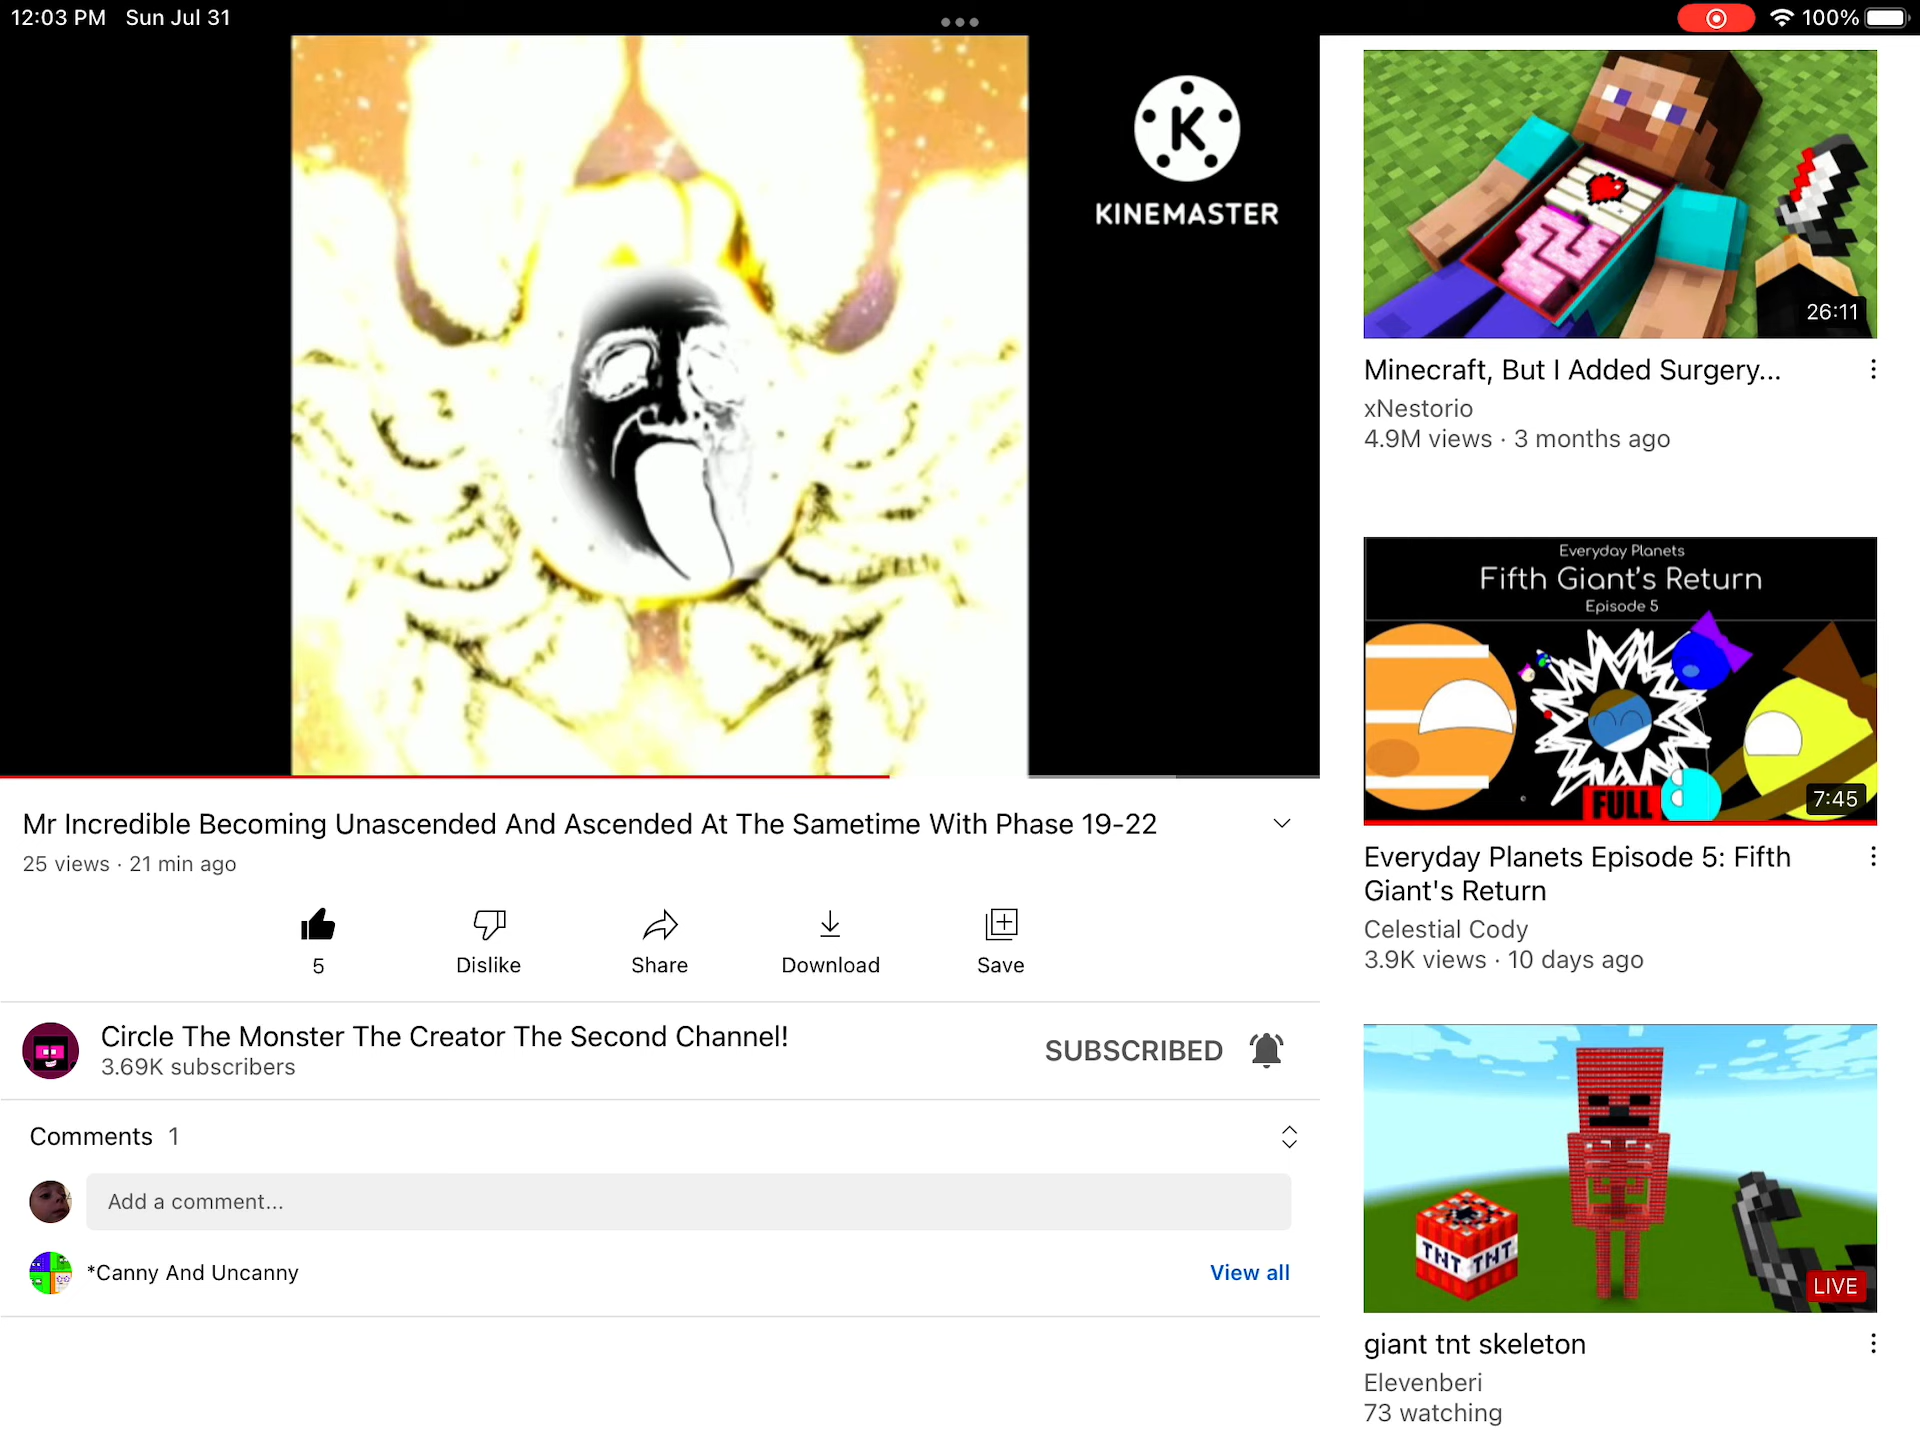 12:03 PM Sun Jul 31
100%
K
KINEMASTER
Mr Incredible Becoming Unascended And Ascended At The Sametime With Phase 19-22
25 views · 21 min ago
5
Dislike
Share
Download
Save
Circle The Monster The Creator The Second Channel!
3.69K subscribers
SUBSCRIBED
Comments 1
Add a comment...
*Canny And Uncanny
View all
26:11
Minecraft, But I Added Surgery...
xNestorio
4.9M views · 3 months ago
Everyday Planets
Fifth Giant's Return
Episode 5
FULL
7:45
Everyday Planets Episode 5: Fifth
Giant's Return
Celestial Cody
3.9K views · 10 days ago
TNT TNT
LIVE
giant tnt skeleton
Elevenberi
73 watching